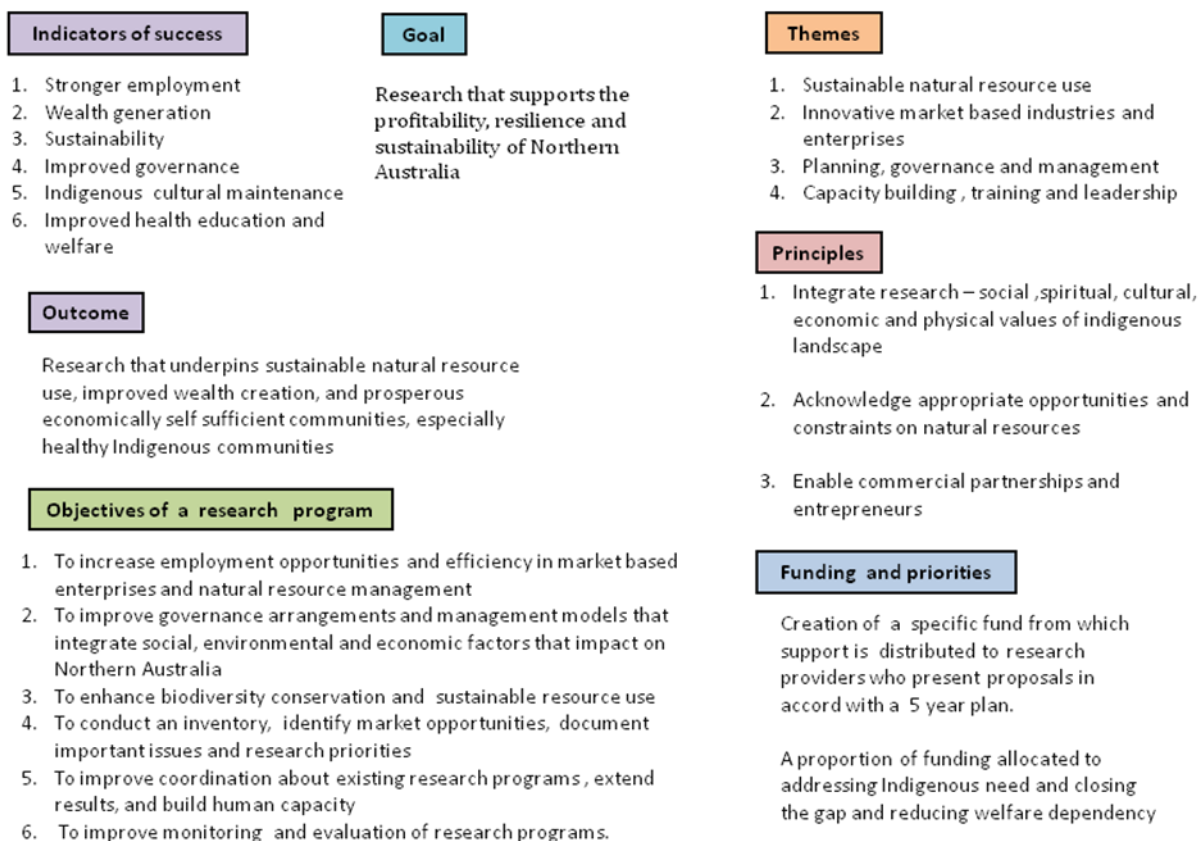 Indicators of success
1. Stronger employment
2. Wealth generation
3. Sustainability
4. Improved governance
5. Indigenous cultural maintenance
6. Improved health education and
welfare
Goal
Research that supports the
profitability, resilience and
sustainability of Northern
Australia
Outcome
Research that underpins sustainable natural resource
use, improved wealth creation, and prosperous
economically self sufficient communities, especially
healthy Indigenous communities
Objectives of a research program
1. To increase employment opportunities and efficiency in market based
enterprises and natural resource management
2. To improve governance arrangements and management models that
integrate social, environmental and economic factors that impact on
Northern Australia
3. To enhance biodiversity conservation and sustainable resource use
4. To conduct an inventory, identify market opportunities, document
important issues and research priorities
5. To improve coordination about existing research programs , extend
results, and build human capacity
6. To improve monitoring and evaluation of research programs.
Themes
1. Sustainable natural resource use
2. Innovative market based industries and
enterprises
3. Planning, governance and management
4. Capacity building , training and leadership
Principles
1. Integrate research – social ,spiritual, cultural,
economic and physical values of indigenous
landscape
2. Acknowledge appropriate opportunities and
constraints on natural resources
3. Enable commercial partnerships and
entrepreneurs
Funding and priorities
Creation of a specific fund from which
support is distributed to research
providers who present proposals in
accord with a 5 year plan.
A proportion of funding allocated to
addressing Indigenous need and closing
the gap and reducing welfare dependency